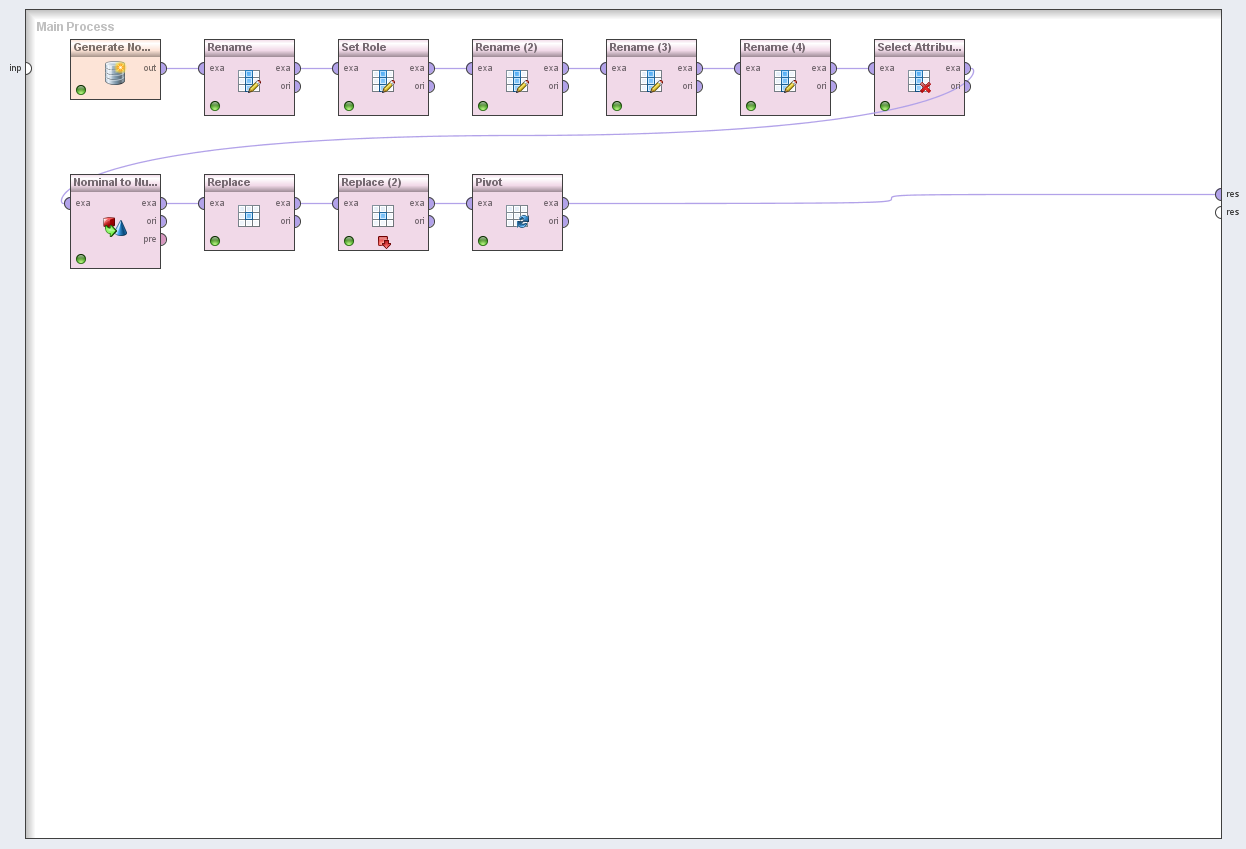 Main Process
Generate No... Rename Set Role Rename (2) Rename (3) Rename (4) Select Attribu...
inp out exa exa exa exa exa exa exa exa exa exa exa exa
ori ori ori ori ori ori
Nominal to Nu... Replace Replace (2) Pivot
exa exa exa exa exa exa exa exa res
ori ori ori ori res
pre